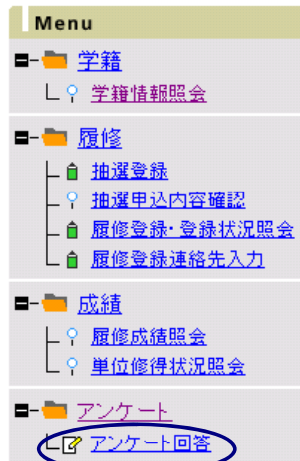 Menu
学籍
学籍情報照会
履修
抽選登録
抽選申込内容確認
履修登録・登録状況照会
履修登録連絡先入力
成績
履修成績照会
単位修得状況照会
アンケート
アンケート回答